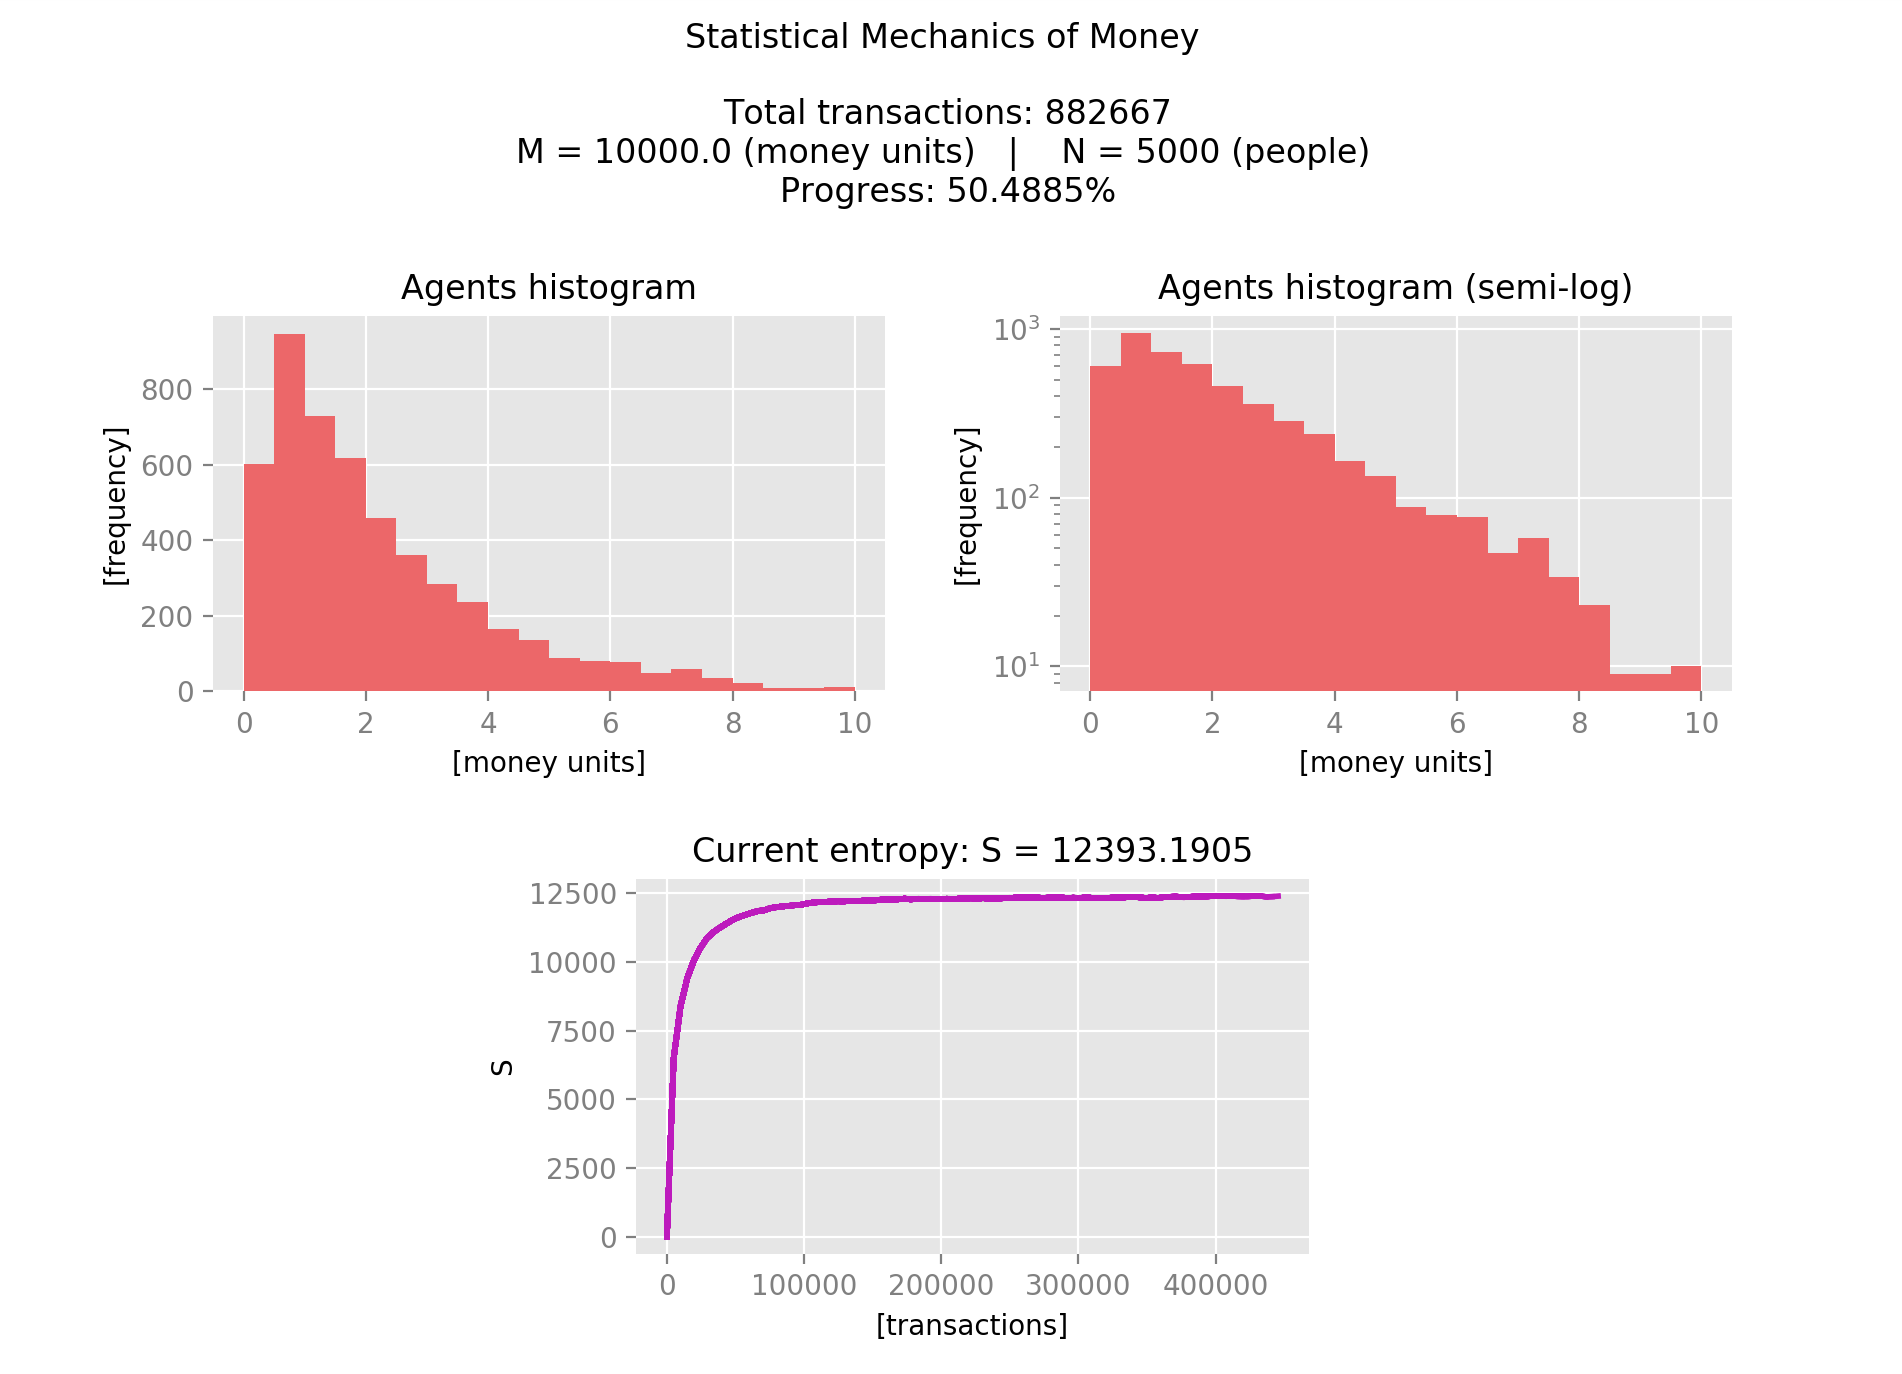 Statistical Mechanics of Money
Total transactions: 882667
M = 10000.0 (money units)   |    N = 5000 (people)
Progress: 50.4885%
Agents histogram
[frequency]
800
600
400
200
0
0 2 4 6 8 10
[money units]
Agents histogram (semi-log)
[frequency]
10³
10²
10¹
0 2 4 6 8 10
[money units]
Current entropy: S = 12393.1905
S
12500
10000
7500
5000
2500
0
0 100000 200000 300000 400000
[transactions]